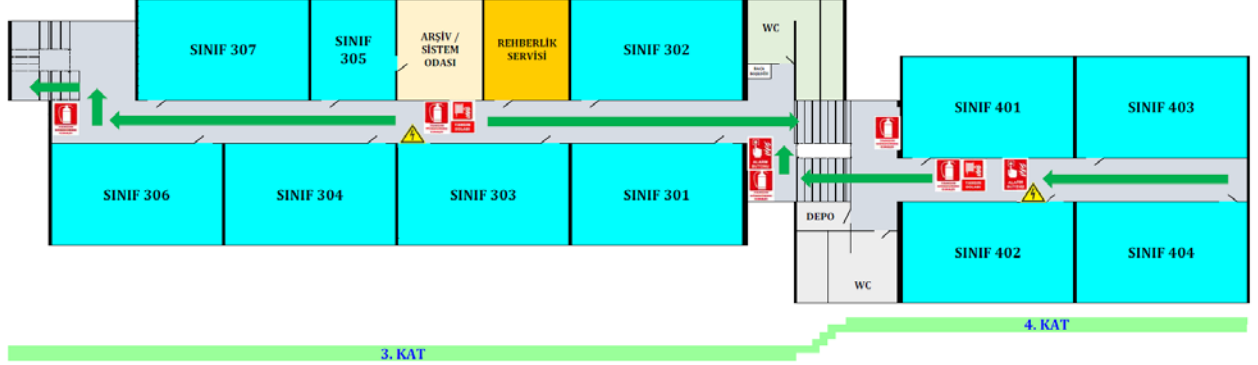 SINIF 307
SINIF
305
ARŞİV /
SİSTEM
ODASI
REHBERLİK
SERVİSİ
SINIF 302
WC
SINIF 401
SINIF 403
SINIF 306
SINIF 304
SINIF 303
SINIF 301
DEPO
WC
SINIF 402
SINIF 404
3. KAT
4. KAT